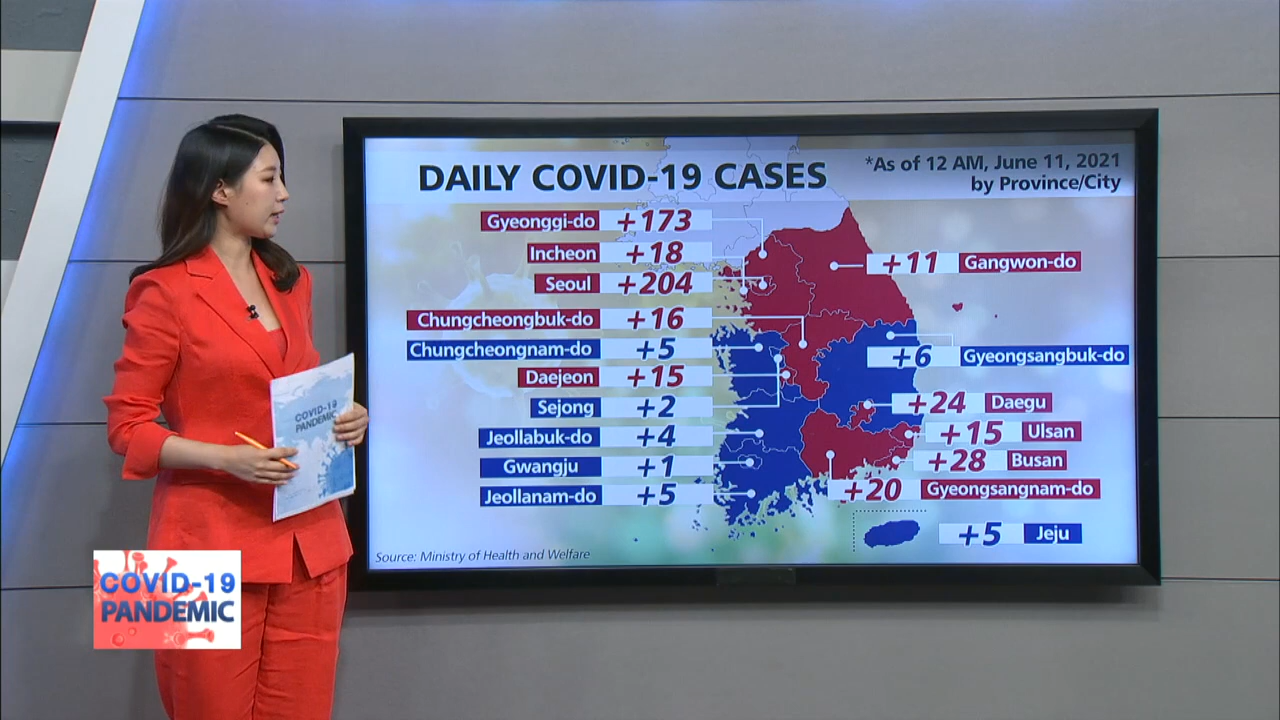 DAILY COVID-19 CASES
*As of 12 AM, June 11, 2021
by Province/City
Gyeonggi-do +173
Incheon +18
Seoul +204
Chungcheongbuk-do +16
Chungcheongnam-do +5
Daejeon +15
Sejong +2
Jeollabuk-do +4
Gwangju +1
Jeollanam-do +5
+11 Gangwon-do
+6 Gyeongsangbuk-do
+24 Daegu
+15 Ulsan
+28 Busan
+20 Gyeongsangnam-do
+5 Jeju
Source: Ministry of Health and Welfare
COVID-19
PANDEMIC
COVID-19
PANDEMIC